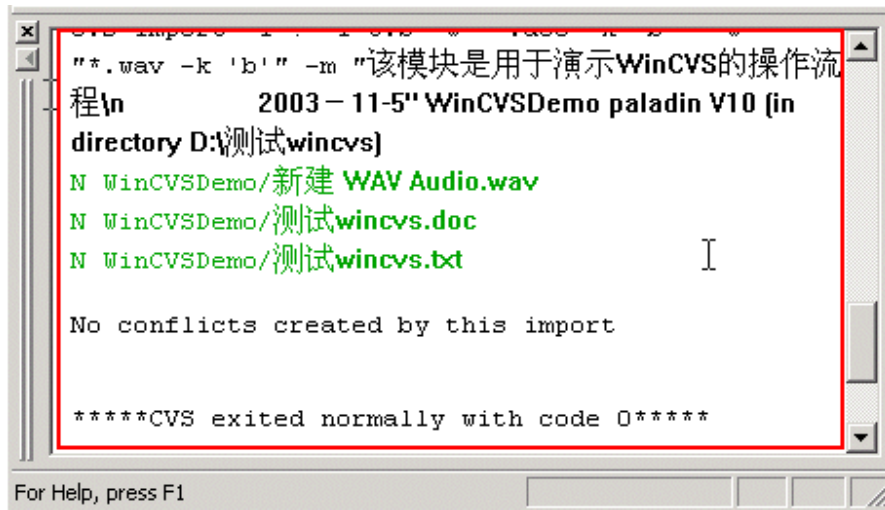 "*.wav -k 'b'" -m "该模块是用于演示WinCVS的操作流
程\n 2003－11-5" WinCVSDemo paladin V10 (in
directory D:\测试wincvs)
N WinCVSDemo/新建 WAV Audio.wav
N WinCVSDemo/测试wincvs.doc
N WinCVSDemo/测试wincvs.txt
No conflicts created by this import
*****CVS exited normally with code 0*****
For Help, press F1